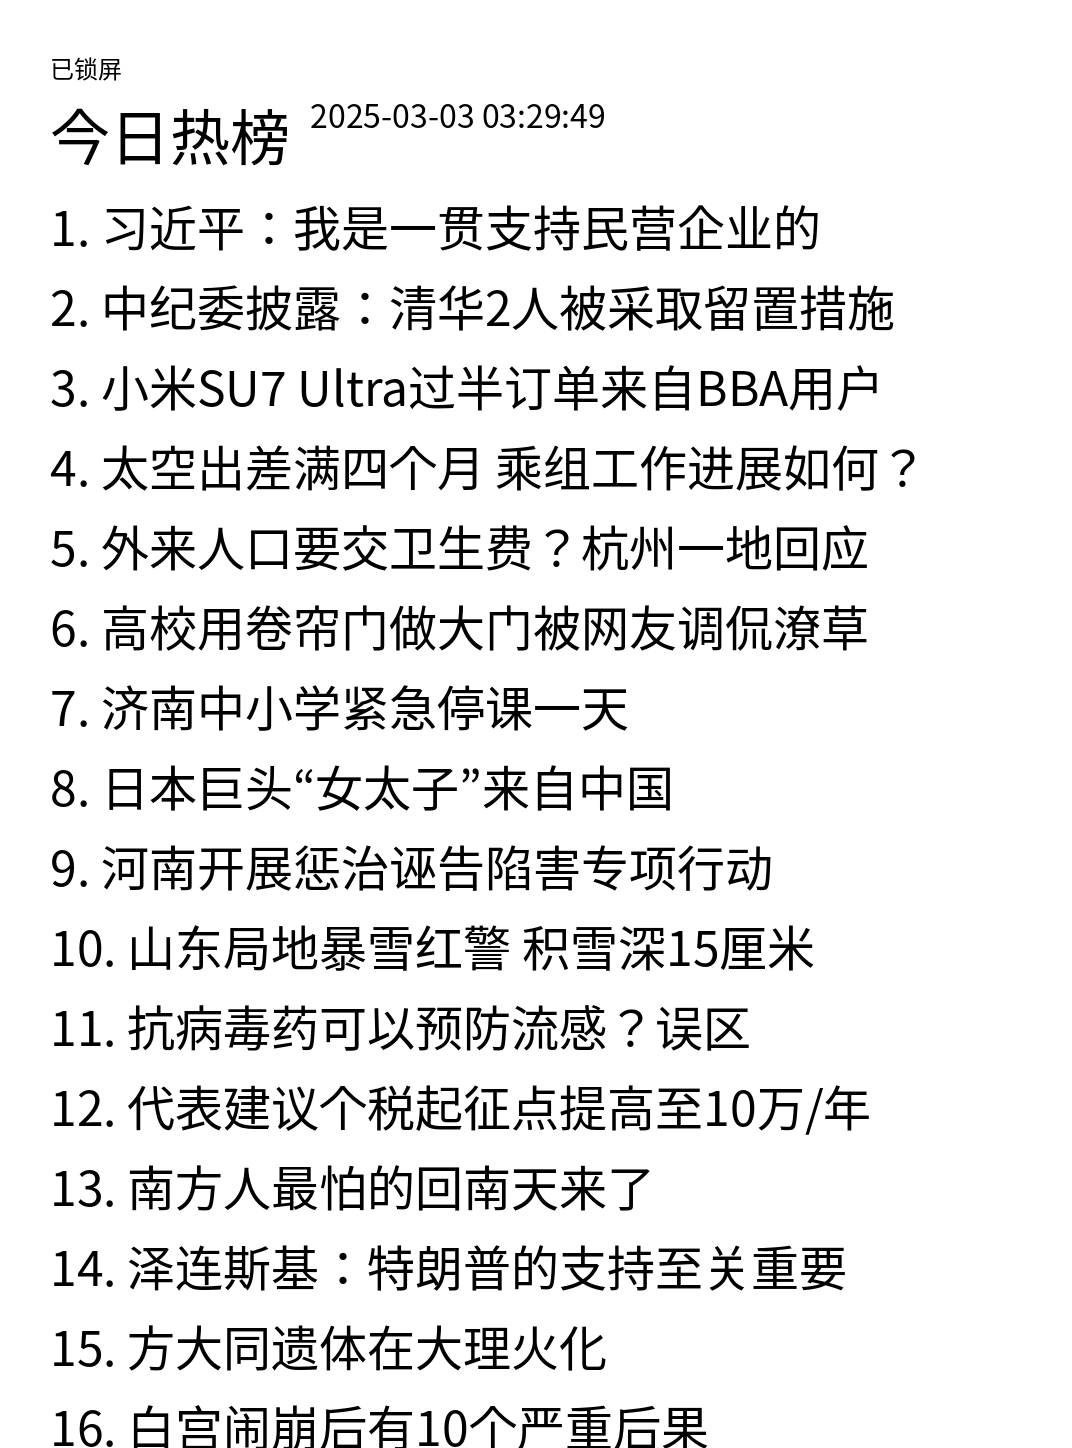 已锁屏
今日热榜 2025-03-03 03:29:49
1. 习近平：我是一贯支持民营企业的
2. 中纪委披露：清华2人被采取留置措施
3. 小米SU7 Ultra过半订单来自BBA用户
4. 太空出差满四个月 乘组工作进展如何？
5. 外来人口要交卫生费？杭州一地回应
6. 高校用卷帘门做大门被网友调侃潦草
7. 济南中小学紧急停课一天
8. 日本巨头“女太子”来自中国
9. 河南开展惩治诬告陷害专项行动
10. 山东局地暴雪红警 积雪深15厘米
11. 抗病毒药可以预防流感？误区
12. 代表建议个税起征点提高至10万/年
13. 南方人最怕的回南天来了
14. 泽连斯基：特朗普的支持至关重要
15. 方大同遗体在大理火化
16. 白宫闹崩后有10个严重后果